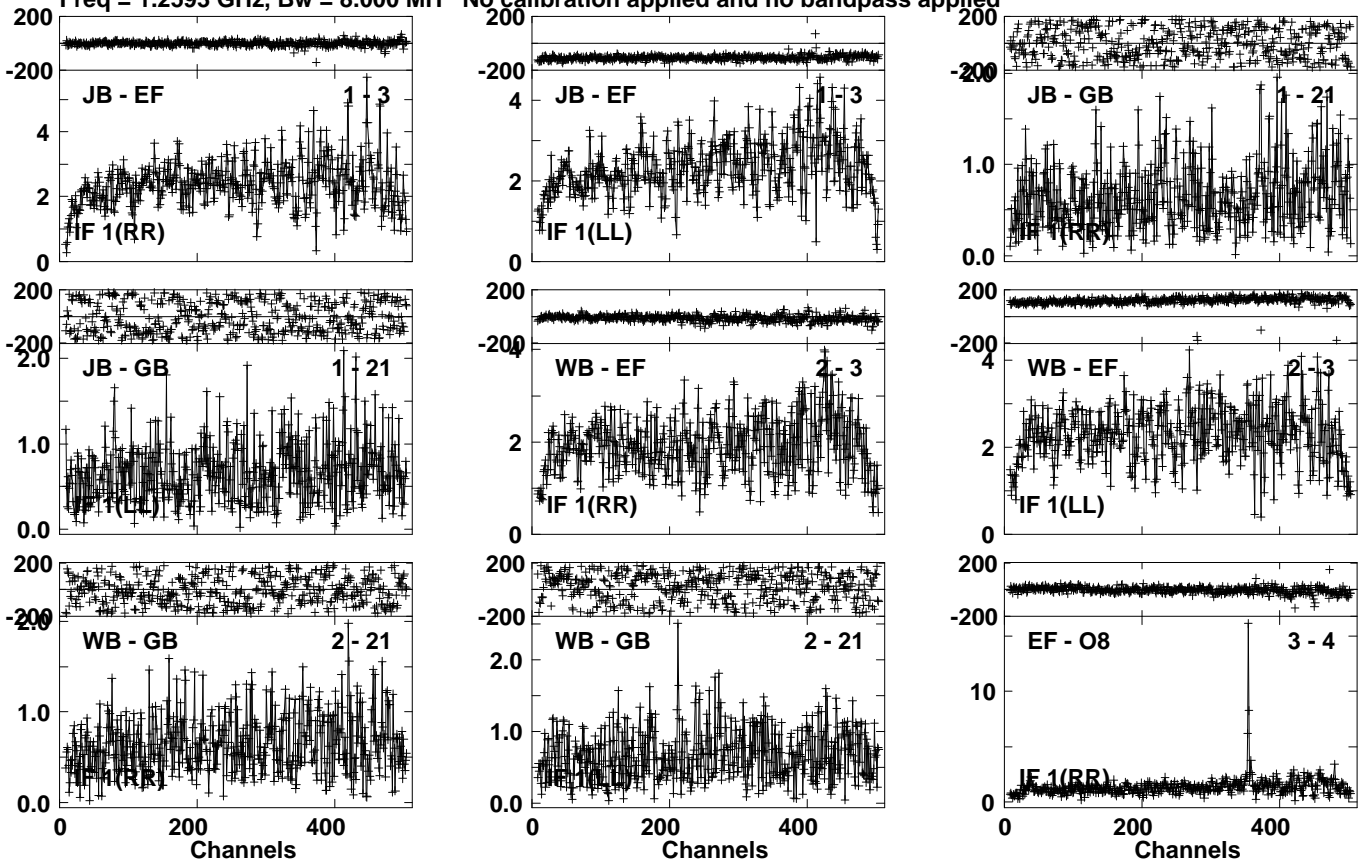 Freq = 1.2593 GHz, Bw = 8.000 MH No calibration applied and no bandpass applied
200
-200
JB - EF 1 - 3
4
2
IF 1(RR)
0
JB - EF 1 - 3
4
2
IF 1(LL)
0
200
-200
2.0
JB - GB 1 - 21
1.0
IF 1(RR)
0.0
200
-200
2.0
JB - GB 1 - 21
1.0
IF 1(LL)
0.0
4
WB - EF 2 - 3
2
IF 1(RR)
0
200
-200
4
WB - EF 2 - 3
2
IF 1(LL)
0
200
-200
2.0
WB - GB 2 - 21
1.0
IF 1(RR)
0.0
0 200 400
Channels
WB - GB 2 - 21
2.0
1.0
IF 1(LL)
0.0
0 200 400
Channels
200
-200
EF - O8 3 - 4
10
IF 1(RR)
0
0 200 400
Channels